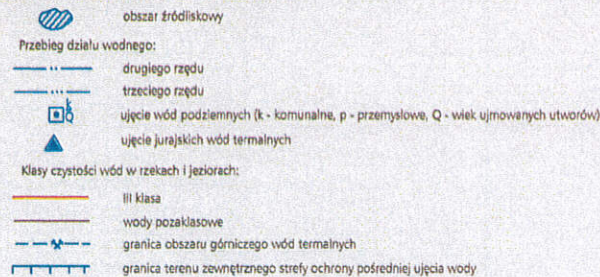 obszar źródliskowy
Przebieg działu wodnego:
drugiego rzędu
trzeciego rzędu
k Q ujęcie wód podziemnych (k - komunalne, p - przemysłowe, Q - wiek ujmowanych utworów)
ujęcie jurajskich wód termalnych
Klasy czystości wód w rzekach i jeziorach:
III klasa
wody pozaklasowe
granica obszaru górniczego wód termalnych
granica terenu zewnętrznego strefy ochrony pośredniej ujęcia wody